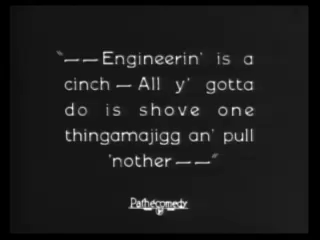 "——Engineerin' is a
cinch — All y' gotta
do is shove one
thingamajigg an' pull
'nother——"
Pathécomedy